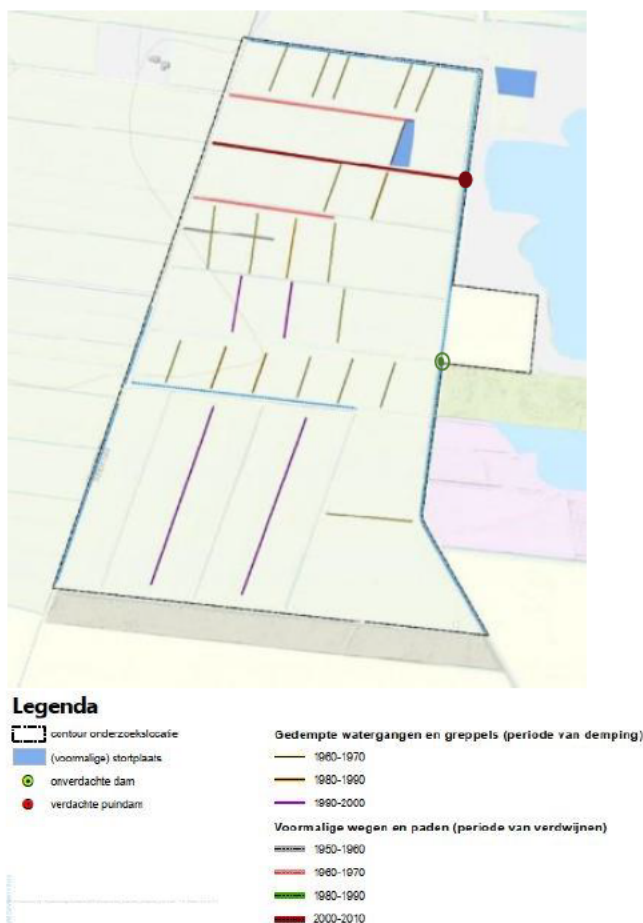 Legenda
contour onderzoekslocatie
(voormalige) stortplaats
onverdachte dam
verdachte puindam
Gedempte watergangen en greppels (periode van demping)
1960-1970
1980-1990
1990-2000
Voormalige wegen en paden (periode van verdwijnen)
1950-1960
1960-1970
1980-1990
2000-2010